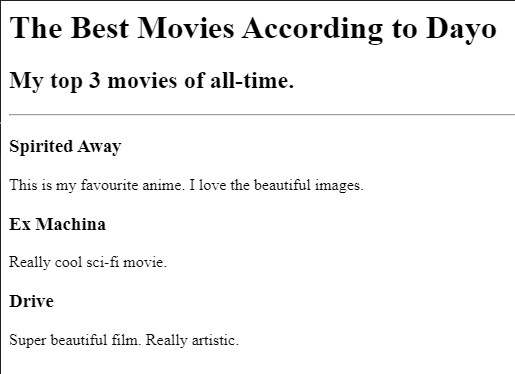 The Best Movies According to Dayo
My top 3 movies of all-time.
Spirited Away
This is my favourite anime. I love the beautiful images.
Ex Machina
Really cool sci-fi movie.
Drive
Super beautiful film. Really artistic.